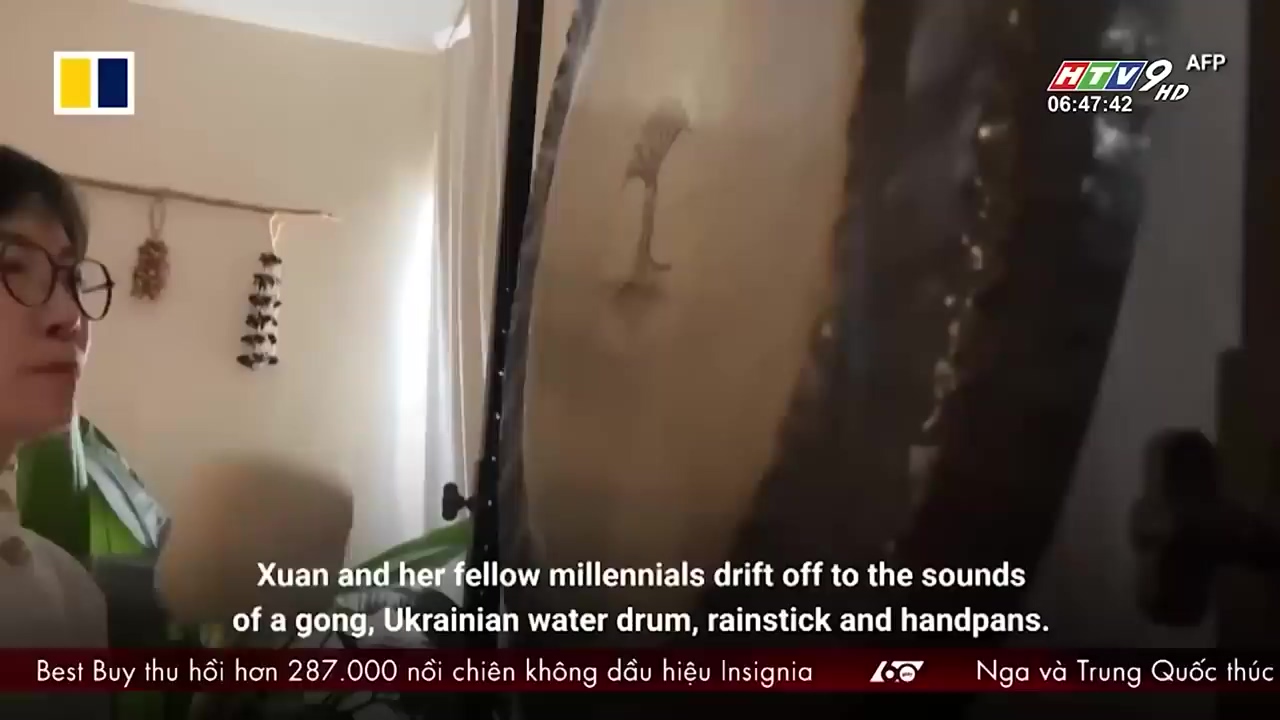 HTV9 HD
AFP
06:47:42
Xuan and her fellow millennials drift off to the sounds
of a gong, Ukrainian water drum, rainstick and handpans.
Best Buy thu hồi hơn 287.000 nồi chiên không dầu hiệu Insignia
60
Nga và Trung Quốc thúc